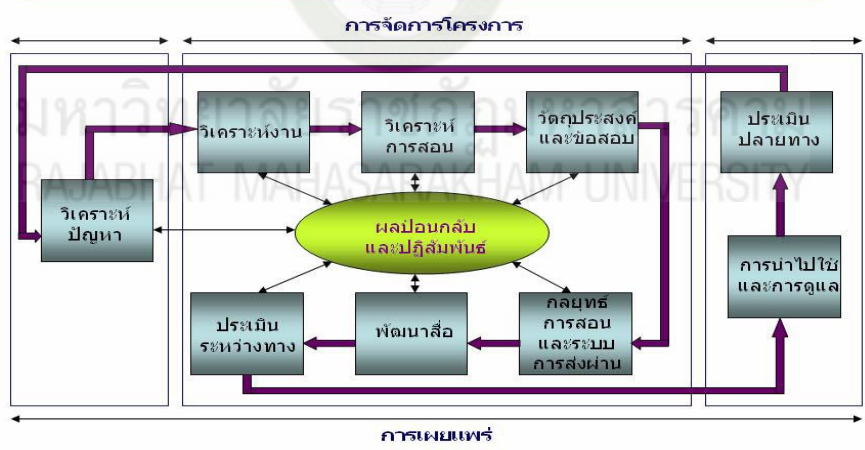 การจัดการโครงการ
มหาวิทยาลัยราชภัฏมหาสารคาม
RAJABHAT MAHASARAKHAM UNIVERSITY
วิเคราะห์
ปัญหา
วิเคราะห์งาน
วิเคราะห์
การสอน
วัตถุประสงค์
และข้อสอบ
ผลป้อนกลับ
และปฏิสัมพันธ์
กลยุทธ์
การสอน
และระบบ
การส่งผ่าน
พัฒนาสื่อ
ประเมิน
ระหว่างทาง
การนำไปใช้
และการดูแล
ประเมิน
ปลายทาง
การเผยแพร่